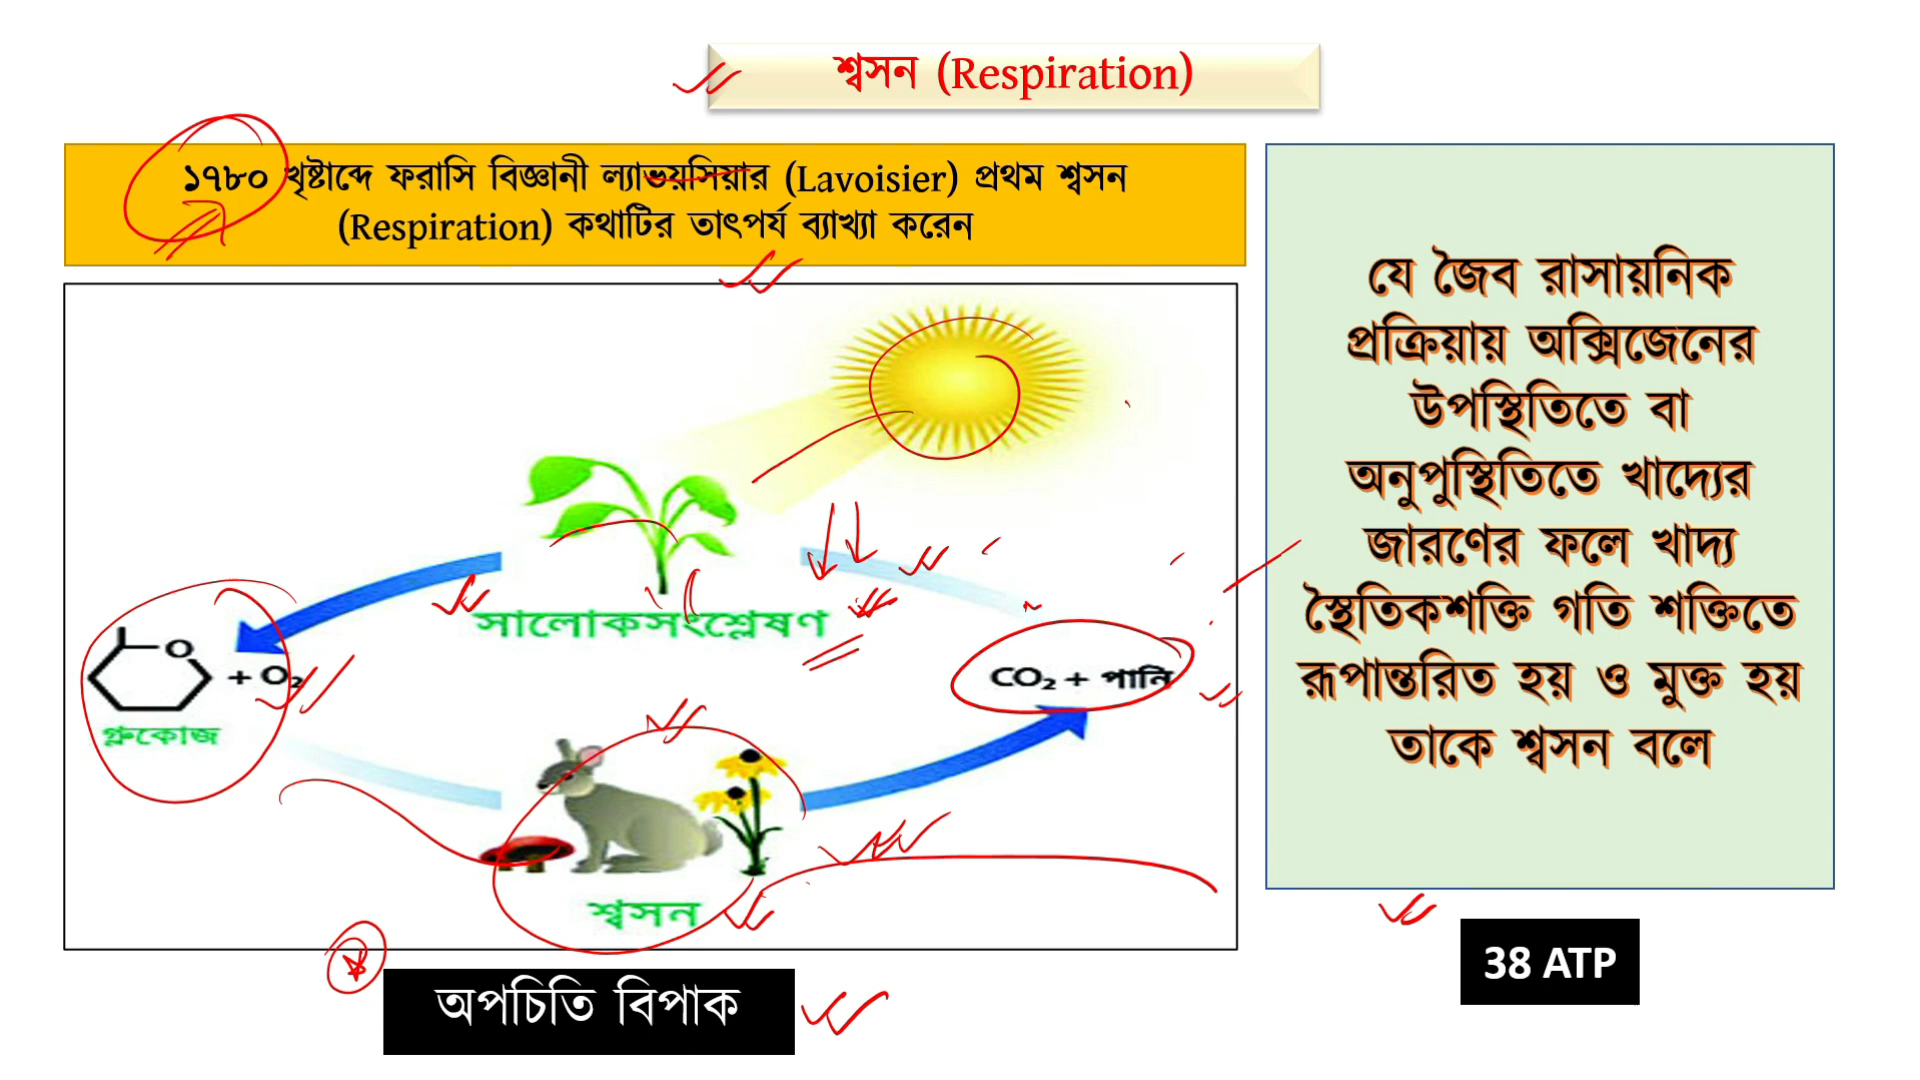 শ্বসন (Respiration)
১৭৮০ খৃষ্টাব্দে ফরাসি বিজ্ঞানী ল্যাভয়সিয়ার (Lavoisier) প্রথম শ্বসন
(Respiration) কথাটির তাৎপর্য ব্যাখ্যা করেন
সালোকসংশ্লেষণ
O
+ O₂
গ্লুকোজ
CO₂ + পানি
শ্বসন
অপচিতি বিপাক
যে জৈব রাসায়নিক
প্রক্রিয়ায় অক্সিজেনের
উপস্থিতিতে বা
অনুপুস্থিতিতে খাদ্যের
জারণের ফলে খাদ্য
স্থৈতিকশক্তি গতি শক্তিতে
রূপান্তরিত হয় ও মুক্ত হয়
তাকে শ্বসন বলে
38 ATP